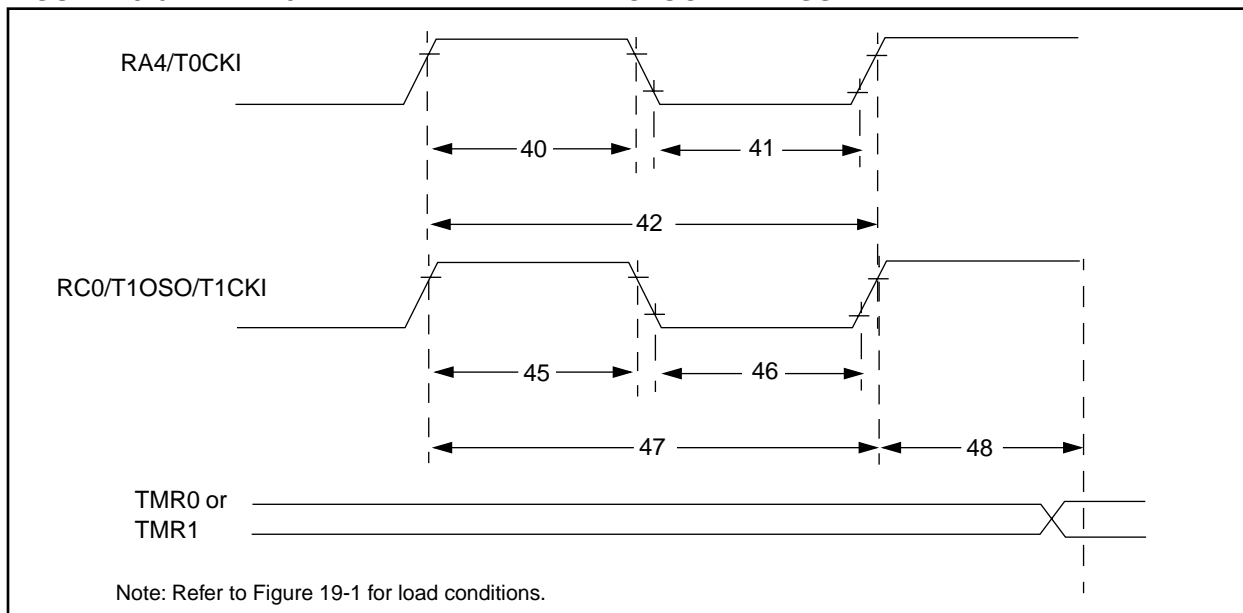 RA4/T0CKI
40
41
42
RC0/T1OSO/T1CKI
45
46
47
48
TMR0 or
TMR1
Note: Refer to Figure 19-1 for load conditions.